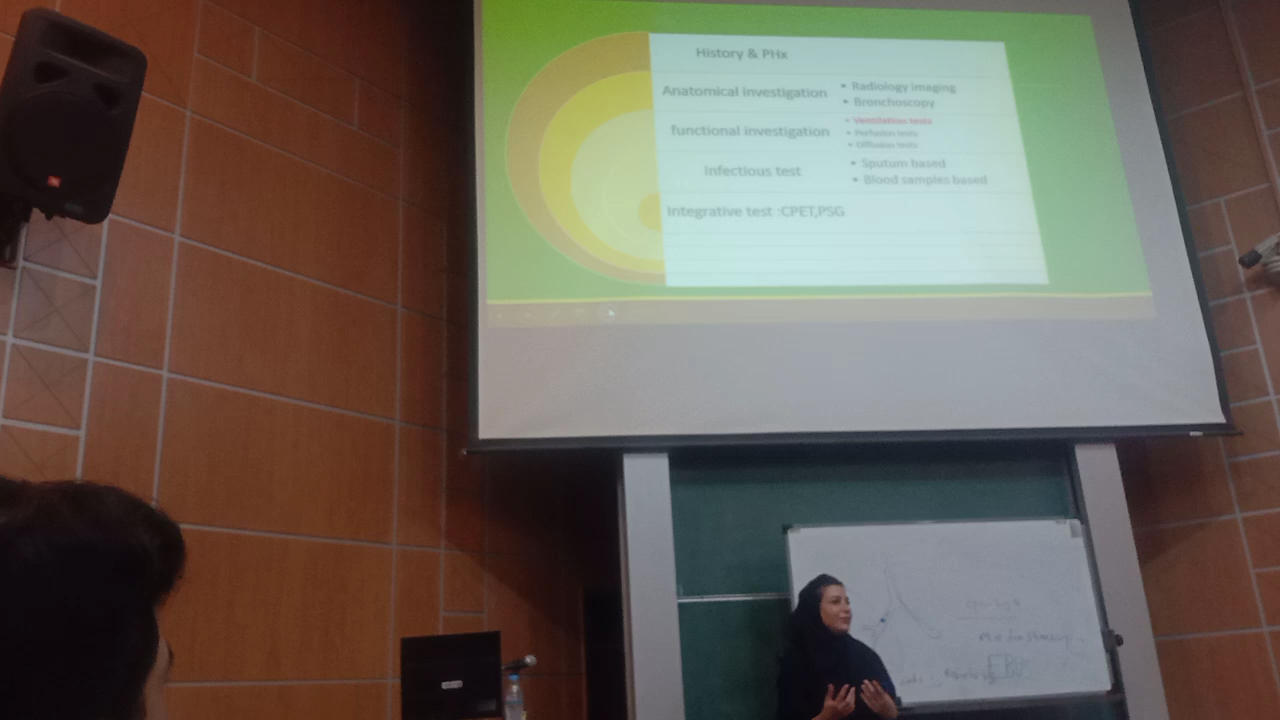 History & PHx
Anatomical investigation
• Radiology imaging
• Bronchoscopy
functional investigation
• Ventilation tests
• Perfusion tests
• Diffusion tests
Infectious test
• Sputum based
• Blood samples based
Integrative test :CPET,PSG